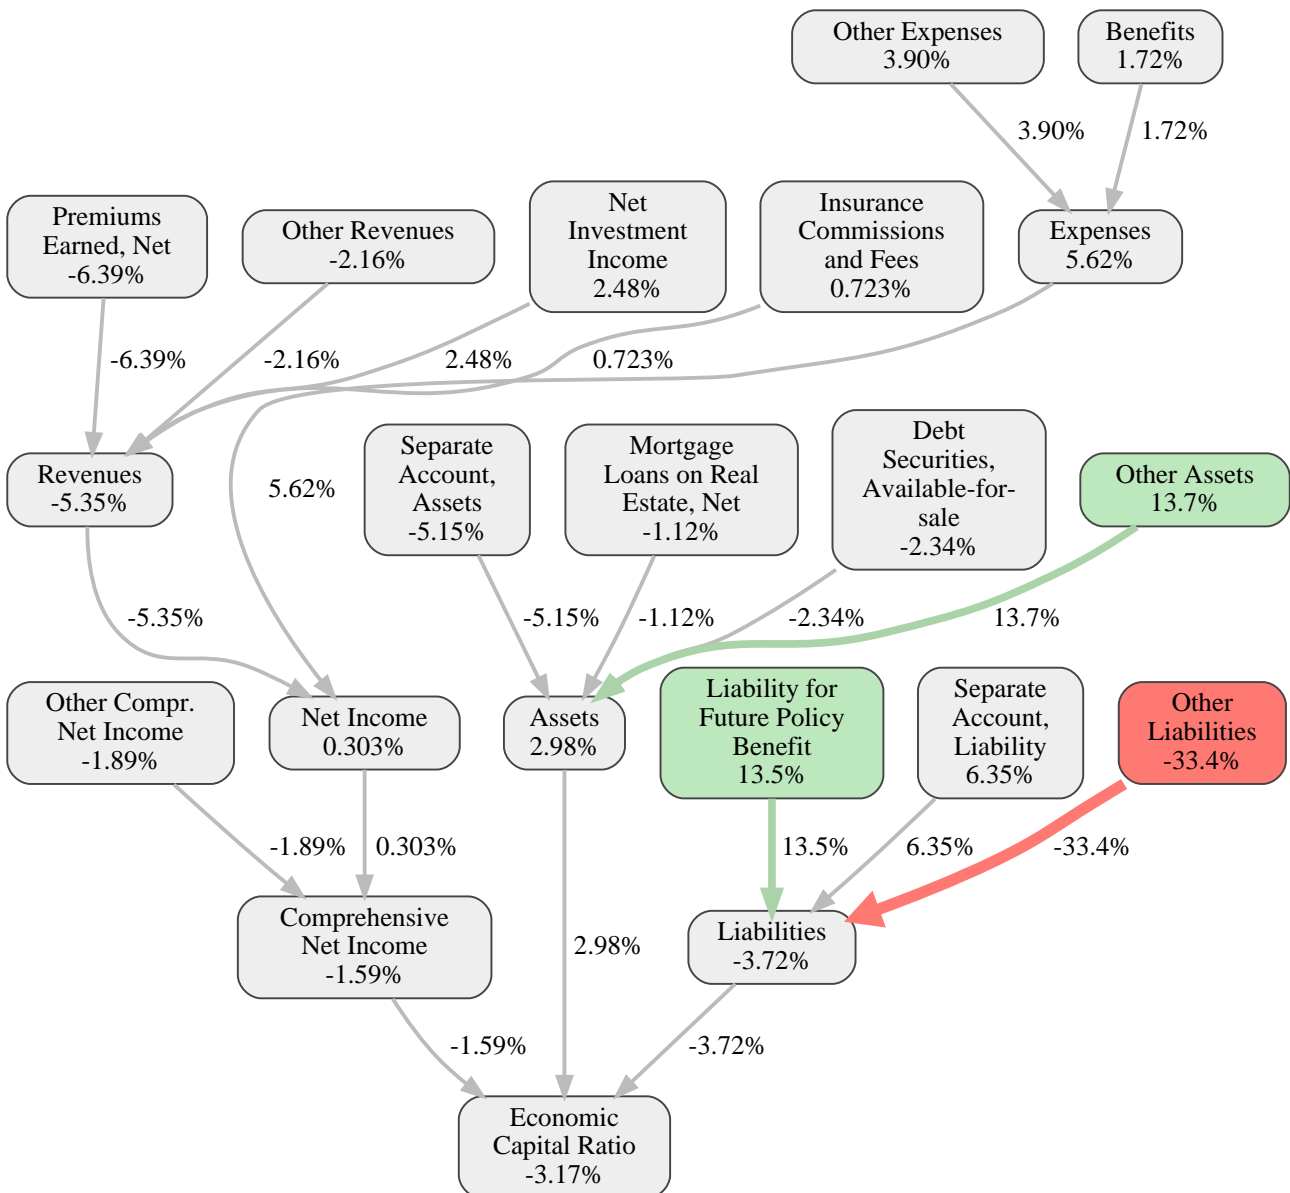 Other Expenses
3.90%
Benefits
1.72%
3.90%
1.72%
Premiums
Earned, Net
-6.39%
Other Revenues
-2.16%
Net
Investment
Income
2.48%
Insurance
Commissions
and Fees
0.723%
Expenses
5.62%
-6.39%
-2.16%
2.48%
0.723%
Revenues
-5.35%
5.62%
Separate
Account,
Assets
-5.15%
Mortgage
Loans on Real
Estate, Net
-1.12%
Debt
Securities,
Available-for-
sale
-2.34%
Other Assets
13.7%
-5.35%
-5.15%
-1.12%
-2.34%
13.7%
Other Compr.
Net Income
-1.89%
Net Income
0.303%
Assets
2.98%
Liability for
Future Policy
Benefit
13.5%
Separate
Account,
Liability
6.35%
Other
Liabilities
-33.4%
-1.89%
0.303%
13.5%
6.35%
-33.4%
Comprehensive
Net Income
-1.59%
2.98%
Liabilities
-3.72%
-1.59%
-3.72%
Economic
Capital Ratio
-3.17%